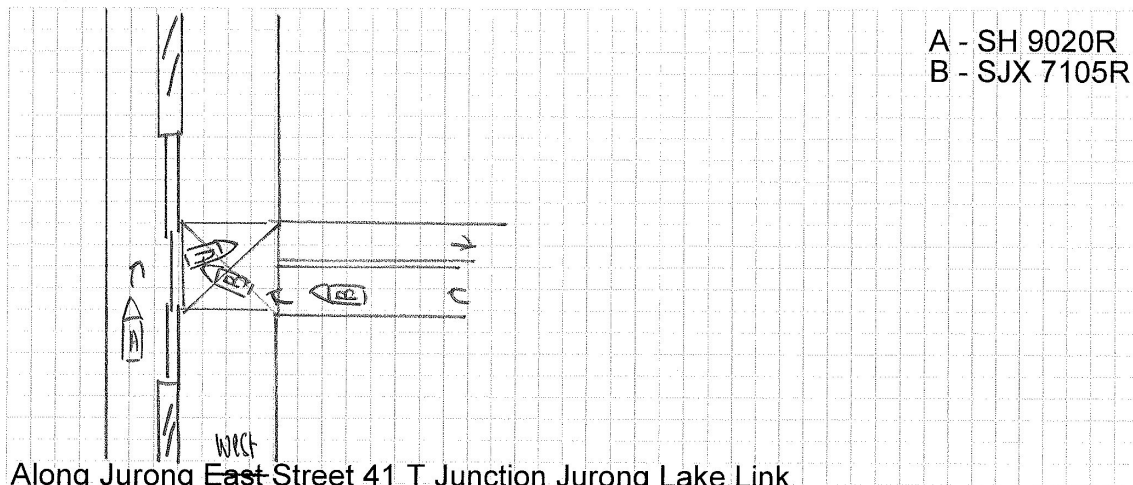 A - SH 9020R
B - SJX 7105R
B
B
A
West
Along Jurong East Street 41 T Junction Jurong Lake Link